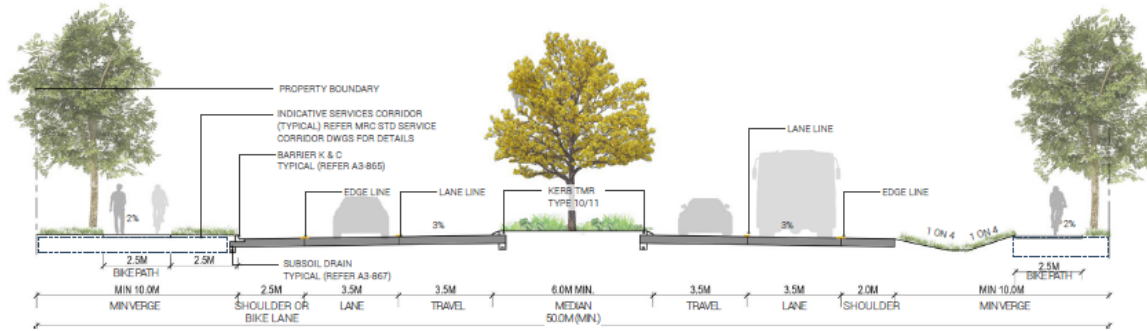 PROPERTY BOUNDARY
INDICATIVE SERVICES CORRIDOR
(TYPICAL) REFER MRC STD SERVICE
CORRIDOR DWGS FOR DETAILS
BARRIER K & C
TYPICAL (REFER A3-865)
EDGE LINE
LANE LINE
KERB TMR
TYPE 10/11
LANE LINE
EDGE LINE
2%
3%
3%
1 ON 4
1 ON 4
2%
SUBSOIL DRAIN
TYPICAL (REFER A3-867)
2.5M
2.5M
BIKE PATH
2.5M
BIKE PATH
MIN 10.0M
2.5M
3.5M
3.5M
6.0M MIN.
3.5M
3.5M
2.0M
MIN 10.0M
MIN VERGE
SHOULDER OR
BIKE LANE
LANE
TRAVEL
MEDIAN
TRAVEL
LANE
SHOULDER
MIN VERGE
50.0M (MIN.)